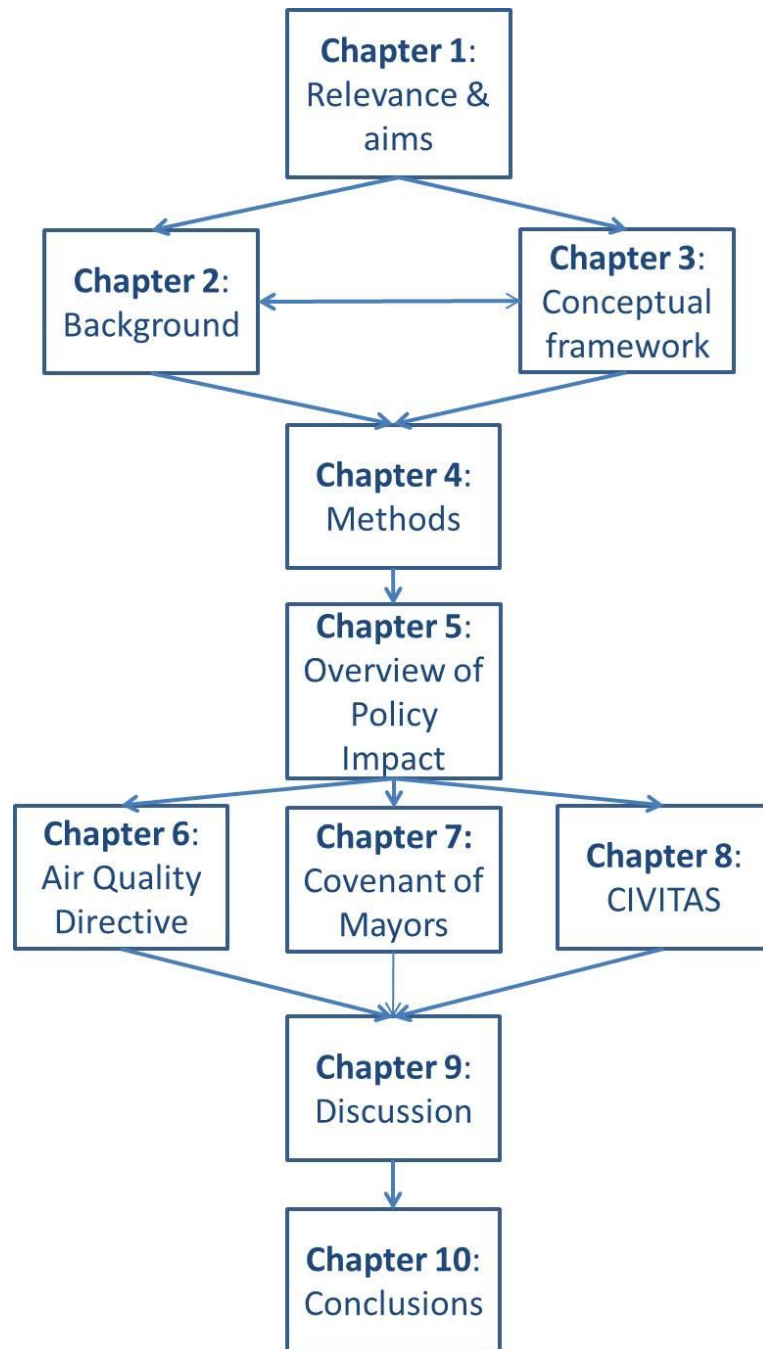 Chapter 1:
Relevance &
aims
Chapter 2:
Background
Chapter 3:
Conceptual
framework
Chapter 4:
Methods
Chapter 5:
Overview of
Policy
Impact
Chapter 6:
Air Quality
Directive
Chapter 7:
Covenant of
Mayors
Chapter 8:
CIVITAS
Chapter 9:
Discussion
Chapter 10:
Conclusions